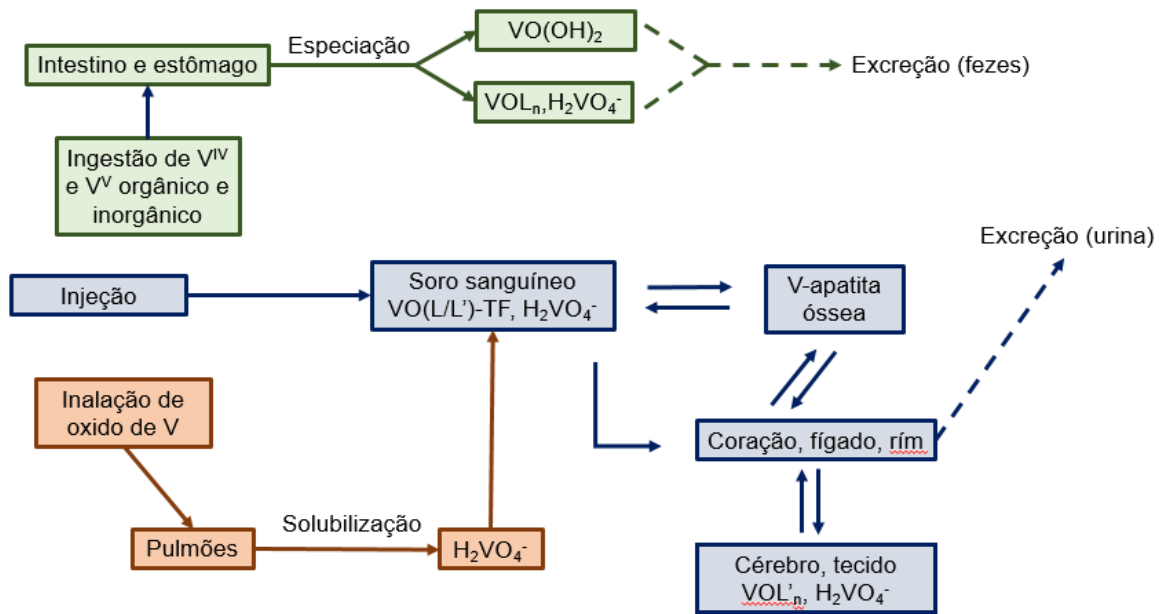 Intestino e estômago
Especiação
VO(OH)₂
VOLₙ,H₂VO₄⁻
Excreção (fezes)
Ingestão de Vᴵⱽ
e Vⱽ orgânico e
inorgânico
Injeção
Soro sanguíneo
VO(L/L’)-TF, H₂VO₄⁻
V-apatita
óssea
Excreção (urina)
Inalação de
oxido de V
Pulmões
Solubilização
H₂VO₄⁻
Coração, fígado, rím
Cérebro, tecido
VOL’ₙ, H₂VO₄⁻